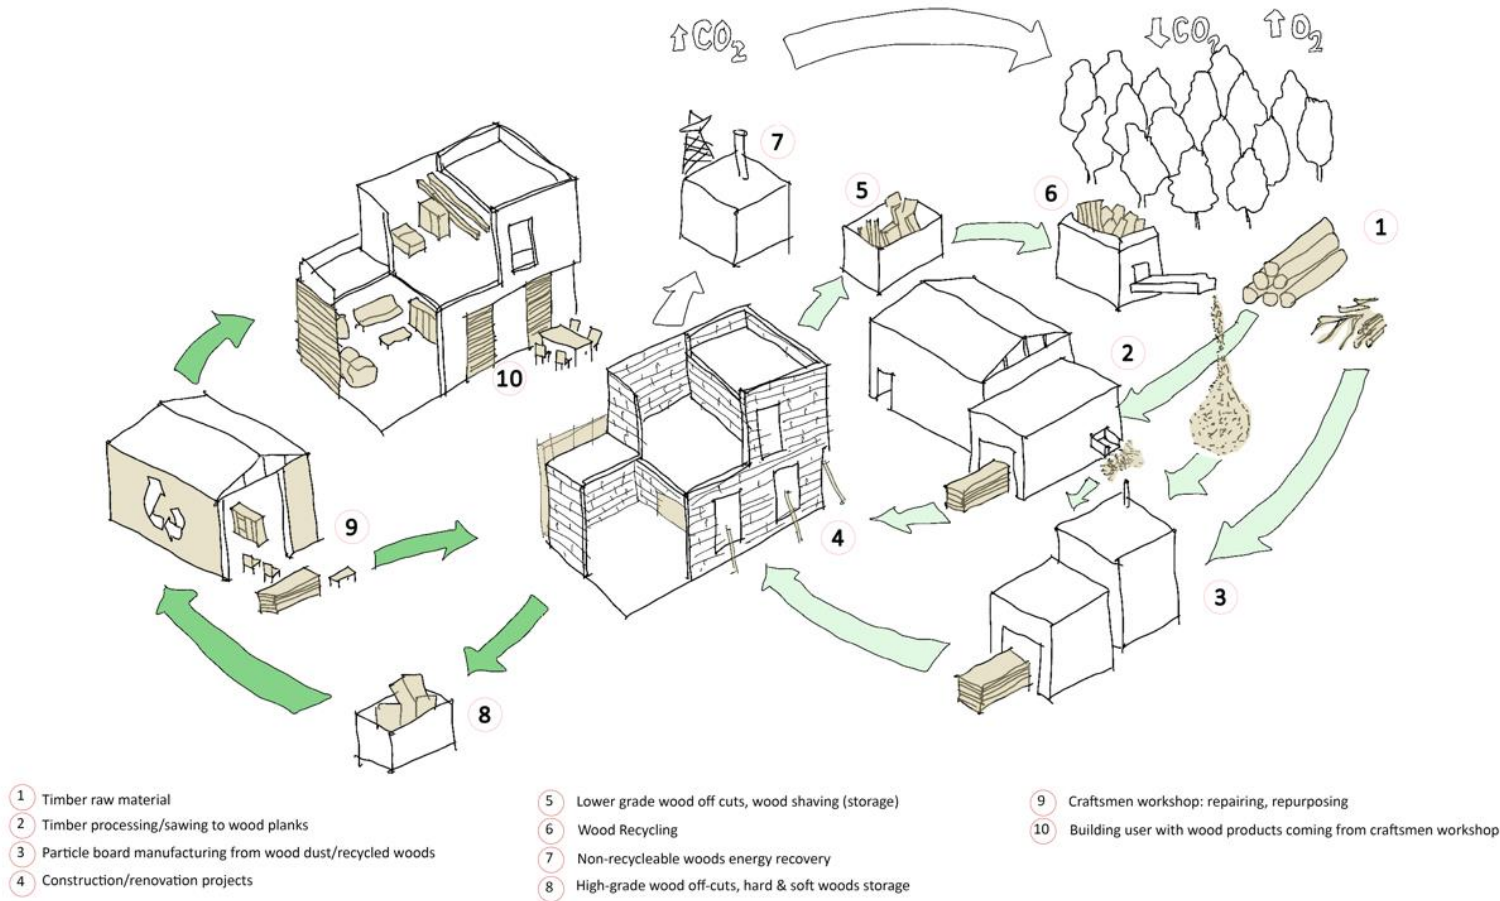 ↑CO₂
↓CO₂ ↑O₂
7
5
6
1
2
10
9
4
3
8
1 Timber raw material
2 Timber processing/sawing to wood planks
3 Particle board manufacturing from wood dust/recycled woods
4 Construction/renovation projects
5 Lower grade wood off cuts, wood shaving (storage)
6 Wood Recycling
7 Non-recycleable woods energy recovery
8 High-grade wood off-cuts, hard & soft woods storage
9 Craftsmen workshop: repairing, repurposing
10 Building user with wood products coming from craftsmen workshop